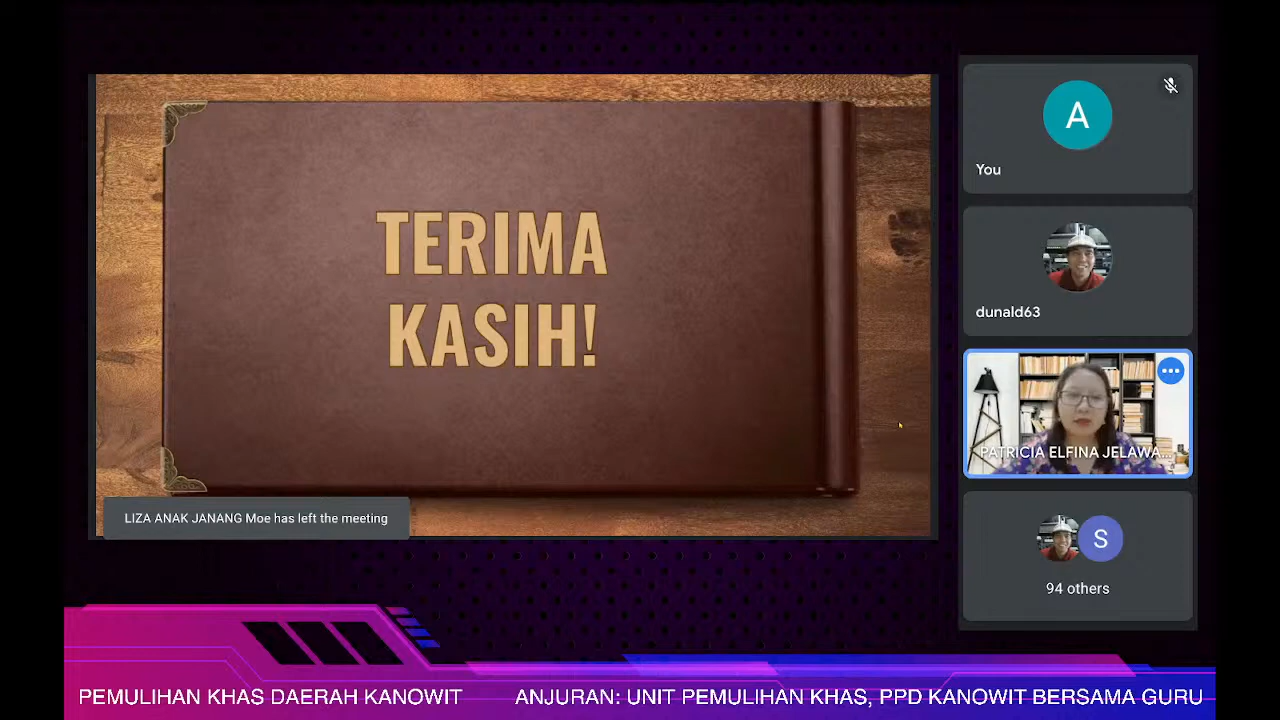 TERIMA
KASIH!
LIZA ANAK JANANG Moe has left the meeting
A
You
dunald63
PATRICIA ELFINA JELAWA...
S
94 others
PEMULIHAN KHAS DAERAH KANOWIT
ANJURAN: UNIT PEMULIHAN KHAS, PPD KANOWIT BERSAMA GURU